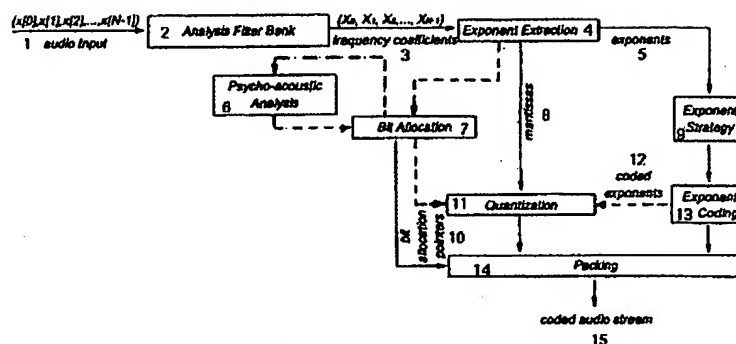 (x[0],x[1],x[2],...,x[N-1])
1 audio input
2 Analysis Filter Bank
(X₀, X₁, X₂,..., Xₙ₋₁)
frequency coefficients
3
Exponent Extraction 4
exponents
5
Psycho-acoustic
6 Analysis
Bit Allocation 7
mantissas
8
Exponent
9 Strategy
12
coded
exponents
11 Quantization
Exponent
13 Coding
bit
allocation
pointers
10
14 Packing
coded audio stream
15